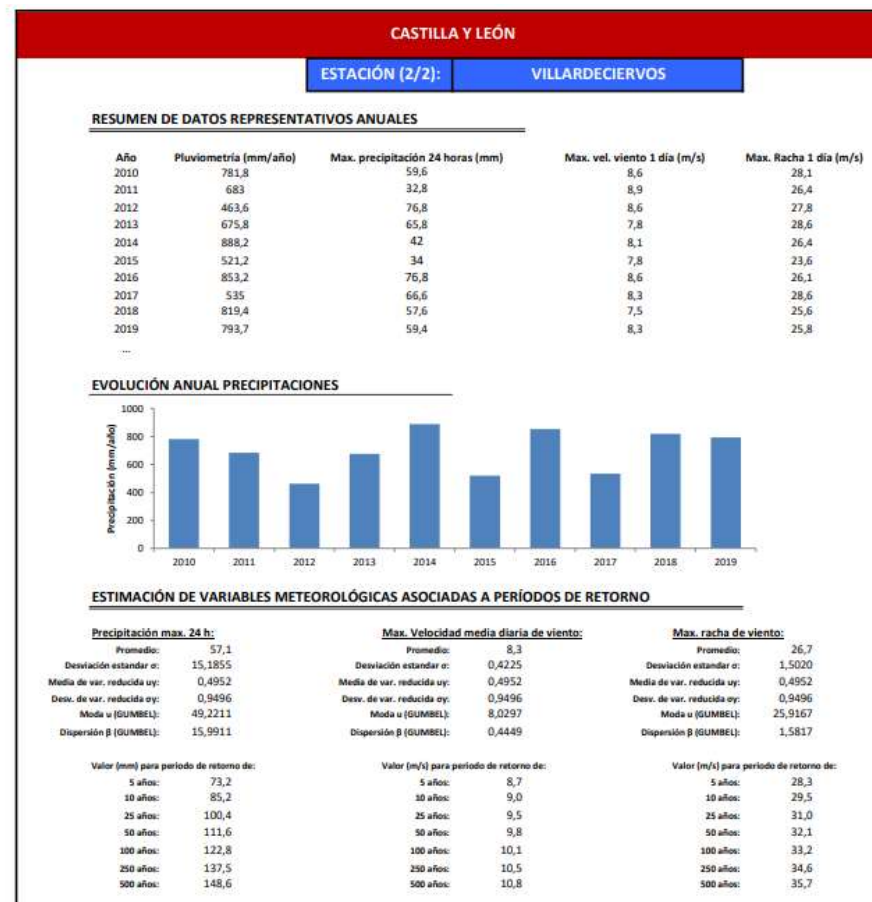 CASTILLA Y LEÓN
ESTACIÓN (2/2): VILLARDECIERVOS
RESUMEN DE DATOS REPRESENTATIVOS ANUALES
Año Pluviometría (mm/año) Max. precipitación 24 horas (mm) Max. vel. viento 1 día (m/s) Max. Racha 1 día (m/s)
2010 781,8 59,6 8,6 28,1
2011 683 32,8 8,9 26,4
2012 463,6 76,8 8,6 27,8
2013 675,8 65,8 7,8 28,6
2014 888,2 42 8,1 26,4
2015 521,2 34 7,8 23,6
2016 853,2 76,8 8,6 26,1
2017 535 66,6 8,3 28,6
2018 819,4 57,6 7,5 25,6
2019 793,7 59,4 8,3 25,8
...
EVOLUCIÓN ANUAL PRECIPITACIONES
Precipitación (mm/año)
1000
800
600
400
200
0
2010 2011 2012 2013 2014 2015 2016 2017 2018 2019
ESTIMACIÓN DE VARIABLES METEOROLÓGICAS ASOCIADAS A PERÍODOS DE RETORNO
Precipitación max. 24 h: Max. Velocidad media diaria de viento: Max. racha de viento:
Promedio: 57,1 Promedio: 8,3 Promedio: 26,7
Desviación estandar σ: 15,1855 Desviación estandar σ: 0,4225 Desviación estandar σ: 1,5020
Media de var. reducida uy: 0,4952 Media de var. reducida uy: 0,4952 Media de var. reducida uy: 0,4952
Desv. de var. reducida σy: 0,9496 Desv. de var. reducida σy: 0,9496 Desv. de var. reducida σy: 0,9496
Moda u (GUMBEL): 49,2211 Moda u (GUMBEL): 8,0297 Moda u (GUMBEL): 25,9167
Dispersión β (GUMBEL): 15,9911 Dispersión β (GUMBEL): 0,4449 Dispersión β (GUMBEL): 1,5817
Valor (mm) para periodo de retorno de: Valor (m/s) para periodo de retorno de: Valor (m/s) para periodo de retorno de:
5 años: 73,2 5 años: 8,7 5 años: 28,3
10 años: 85,2 10 años: 9,0 10 años: 29,5
25 años: 100,4 25 años: 9,5 25 años: 31,0
50 años: 111,6 50 años: 9,8 50 años: 32,1
100 años: 122,8 100 años: 10,1 100 años: 33,2
250 años: 137,5 250 años: 10,5 250 años: 34,6
500 años: 148,6 500 años: 10,8 500 años: 35,7